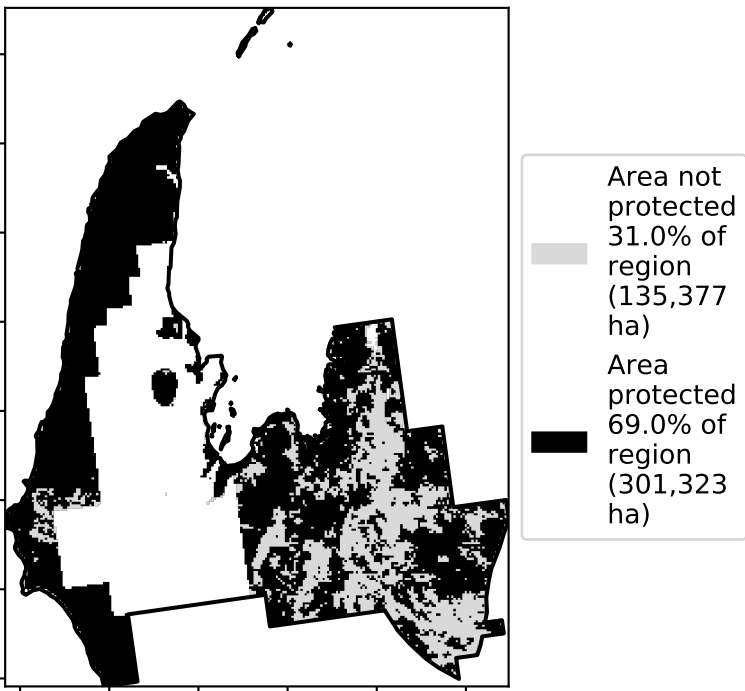 Area not
protected
31.0% of
region
(135,377
ha)
Area
protected
69.0% of
region
(301,323
ha)